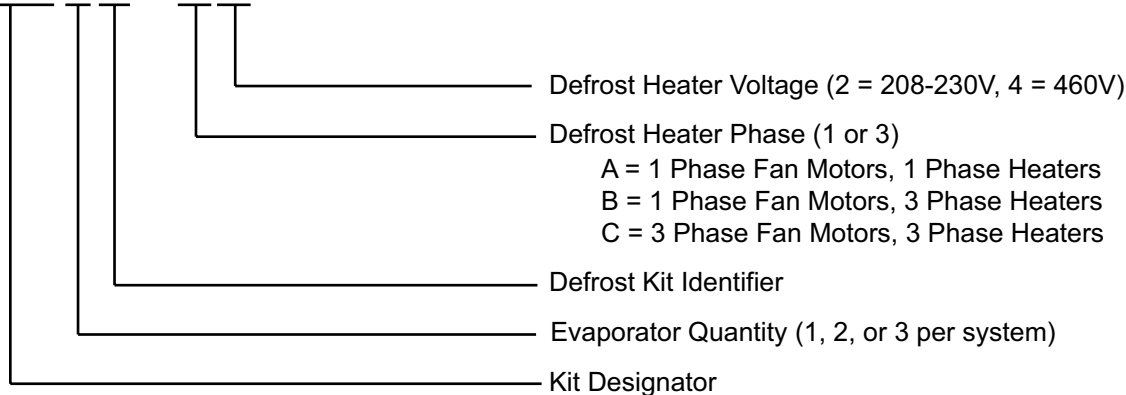 Defrost Heater Voltage (2 = 208-230V, 4 = 460V)
Defrost Heater Phase (1 or 3)
A = 1 Phase Fan Motors, 1 Phase Heaters
B = 1 Phase Fan Motors, 3 Phase Heaters
C = 3 Phase Fan Motors, 3 Phase Heaters
Defrost Kit Identifier
Evaporator Quantity (1, 2, or 3 per system)
Kit Designator